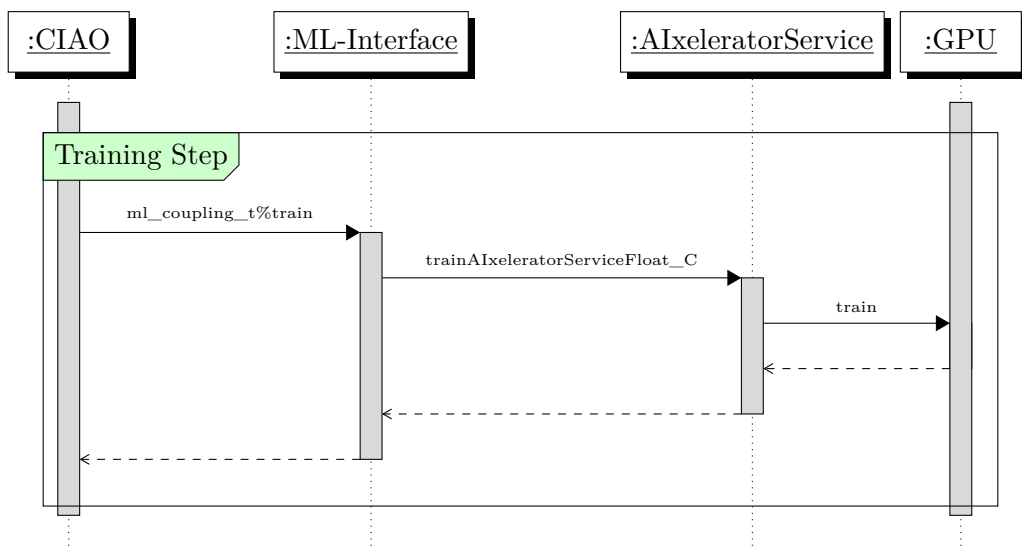 :CIAO
:ML-Interface
:AIxeleratorService
:GPU
Training Step
ml_coupling_t%train
trainAIxeleratorServiceFloat_C
train